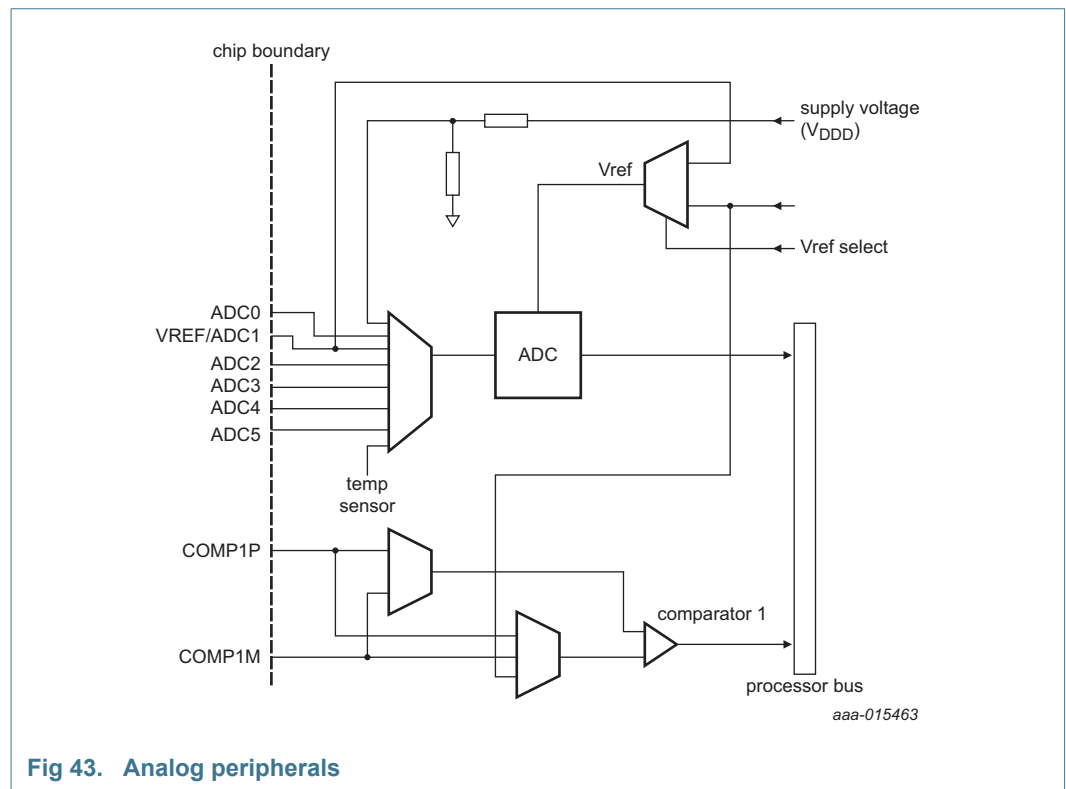 chip boundary
supply voltage
(VDDD)
Vref
Vref select
ADC0
VREF/ADC1
ADC2
ADC3
ADC4
ADC5
ADC
temp
sensor
COMP1P
COMP1M
comparator 1
processor bus
aaa-015463
Fig 43. Analog peripherals